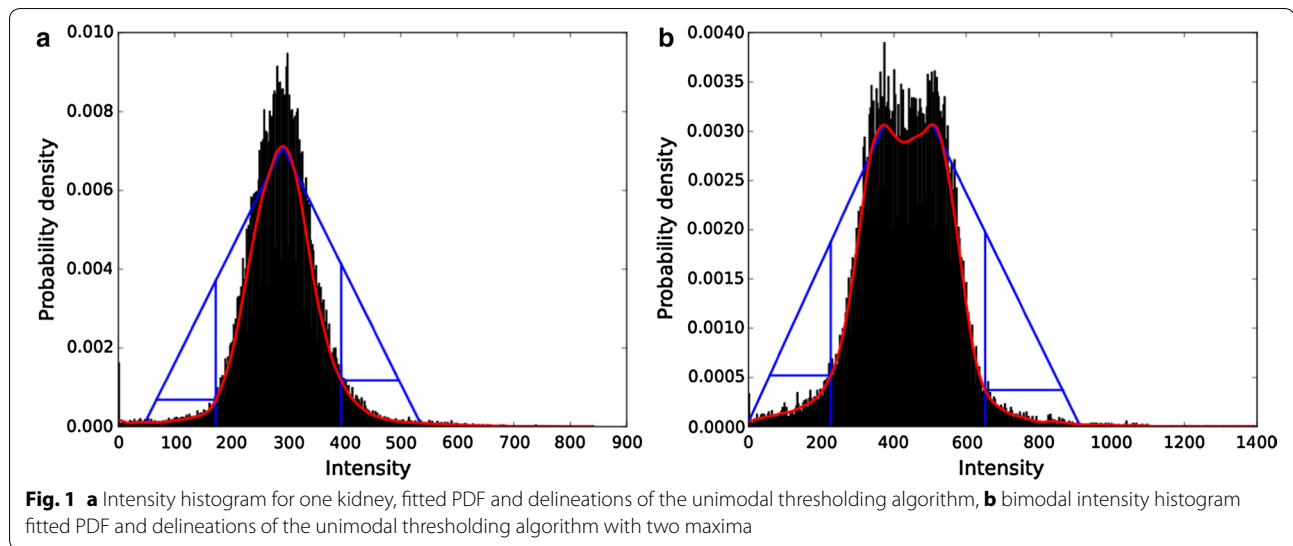 a
0.010
0.008
0.006
0.004
0.002
0.000
Probability density
0 100 200 300 400 500 600 700 800 900
Intensity
b
0.0040
0.0035
0.0030
0.0025
0.0020
0.0015
0.0010
0.0005
0.0000
Probability density
0 200 400 600 800 1000 1200 1400
Intensity
Fig. 1 a Intensity histogram for one kidney, fitted PDF and delineations of the unimodal thresholding algorithm, b bimodal intensity histogram
fitted PDF and delineations of the unimodal thresholding algorithm with two maxima